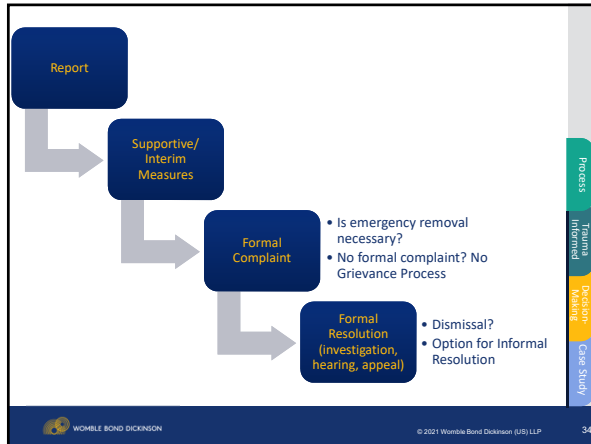 Report
Supportive/
Interim
Measures
Formal
Complaint
• Is emergency removal
necessary?
• No formal complaint? No
Grievance Process
Formal
Resolution
(investigation,
hearing, appeal)
• Dismissal?
• Option for Informal
Resolution
Process
Trauma
Informed
Decision-
Making
Case Study
WOMBLE BOND DICKINSON
© 2021 Womble Bond Dickinson (US) LLP
34